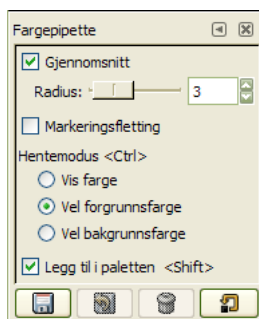 Fargepipette
Gjennomsnitt
Radius: 3
Markeringsfletting
Hentemodus <Ctrl>
Vis farge
Vel forgrunnsfarge
Vel bakgrunnsfarge
Legg til i paletten <Shift>